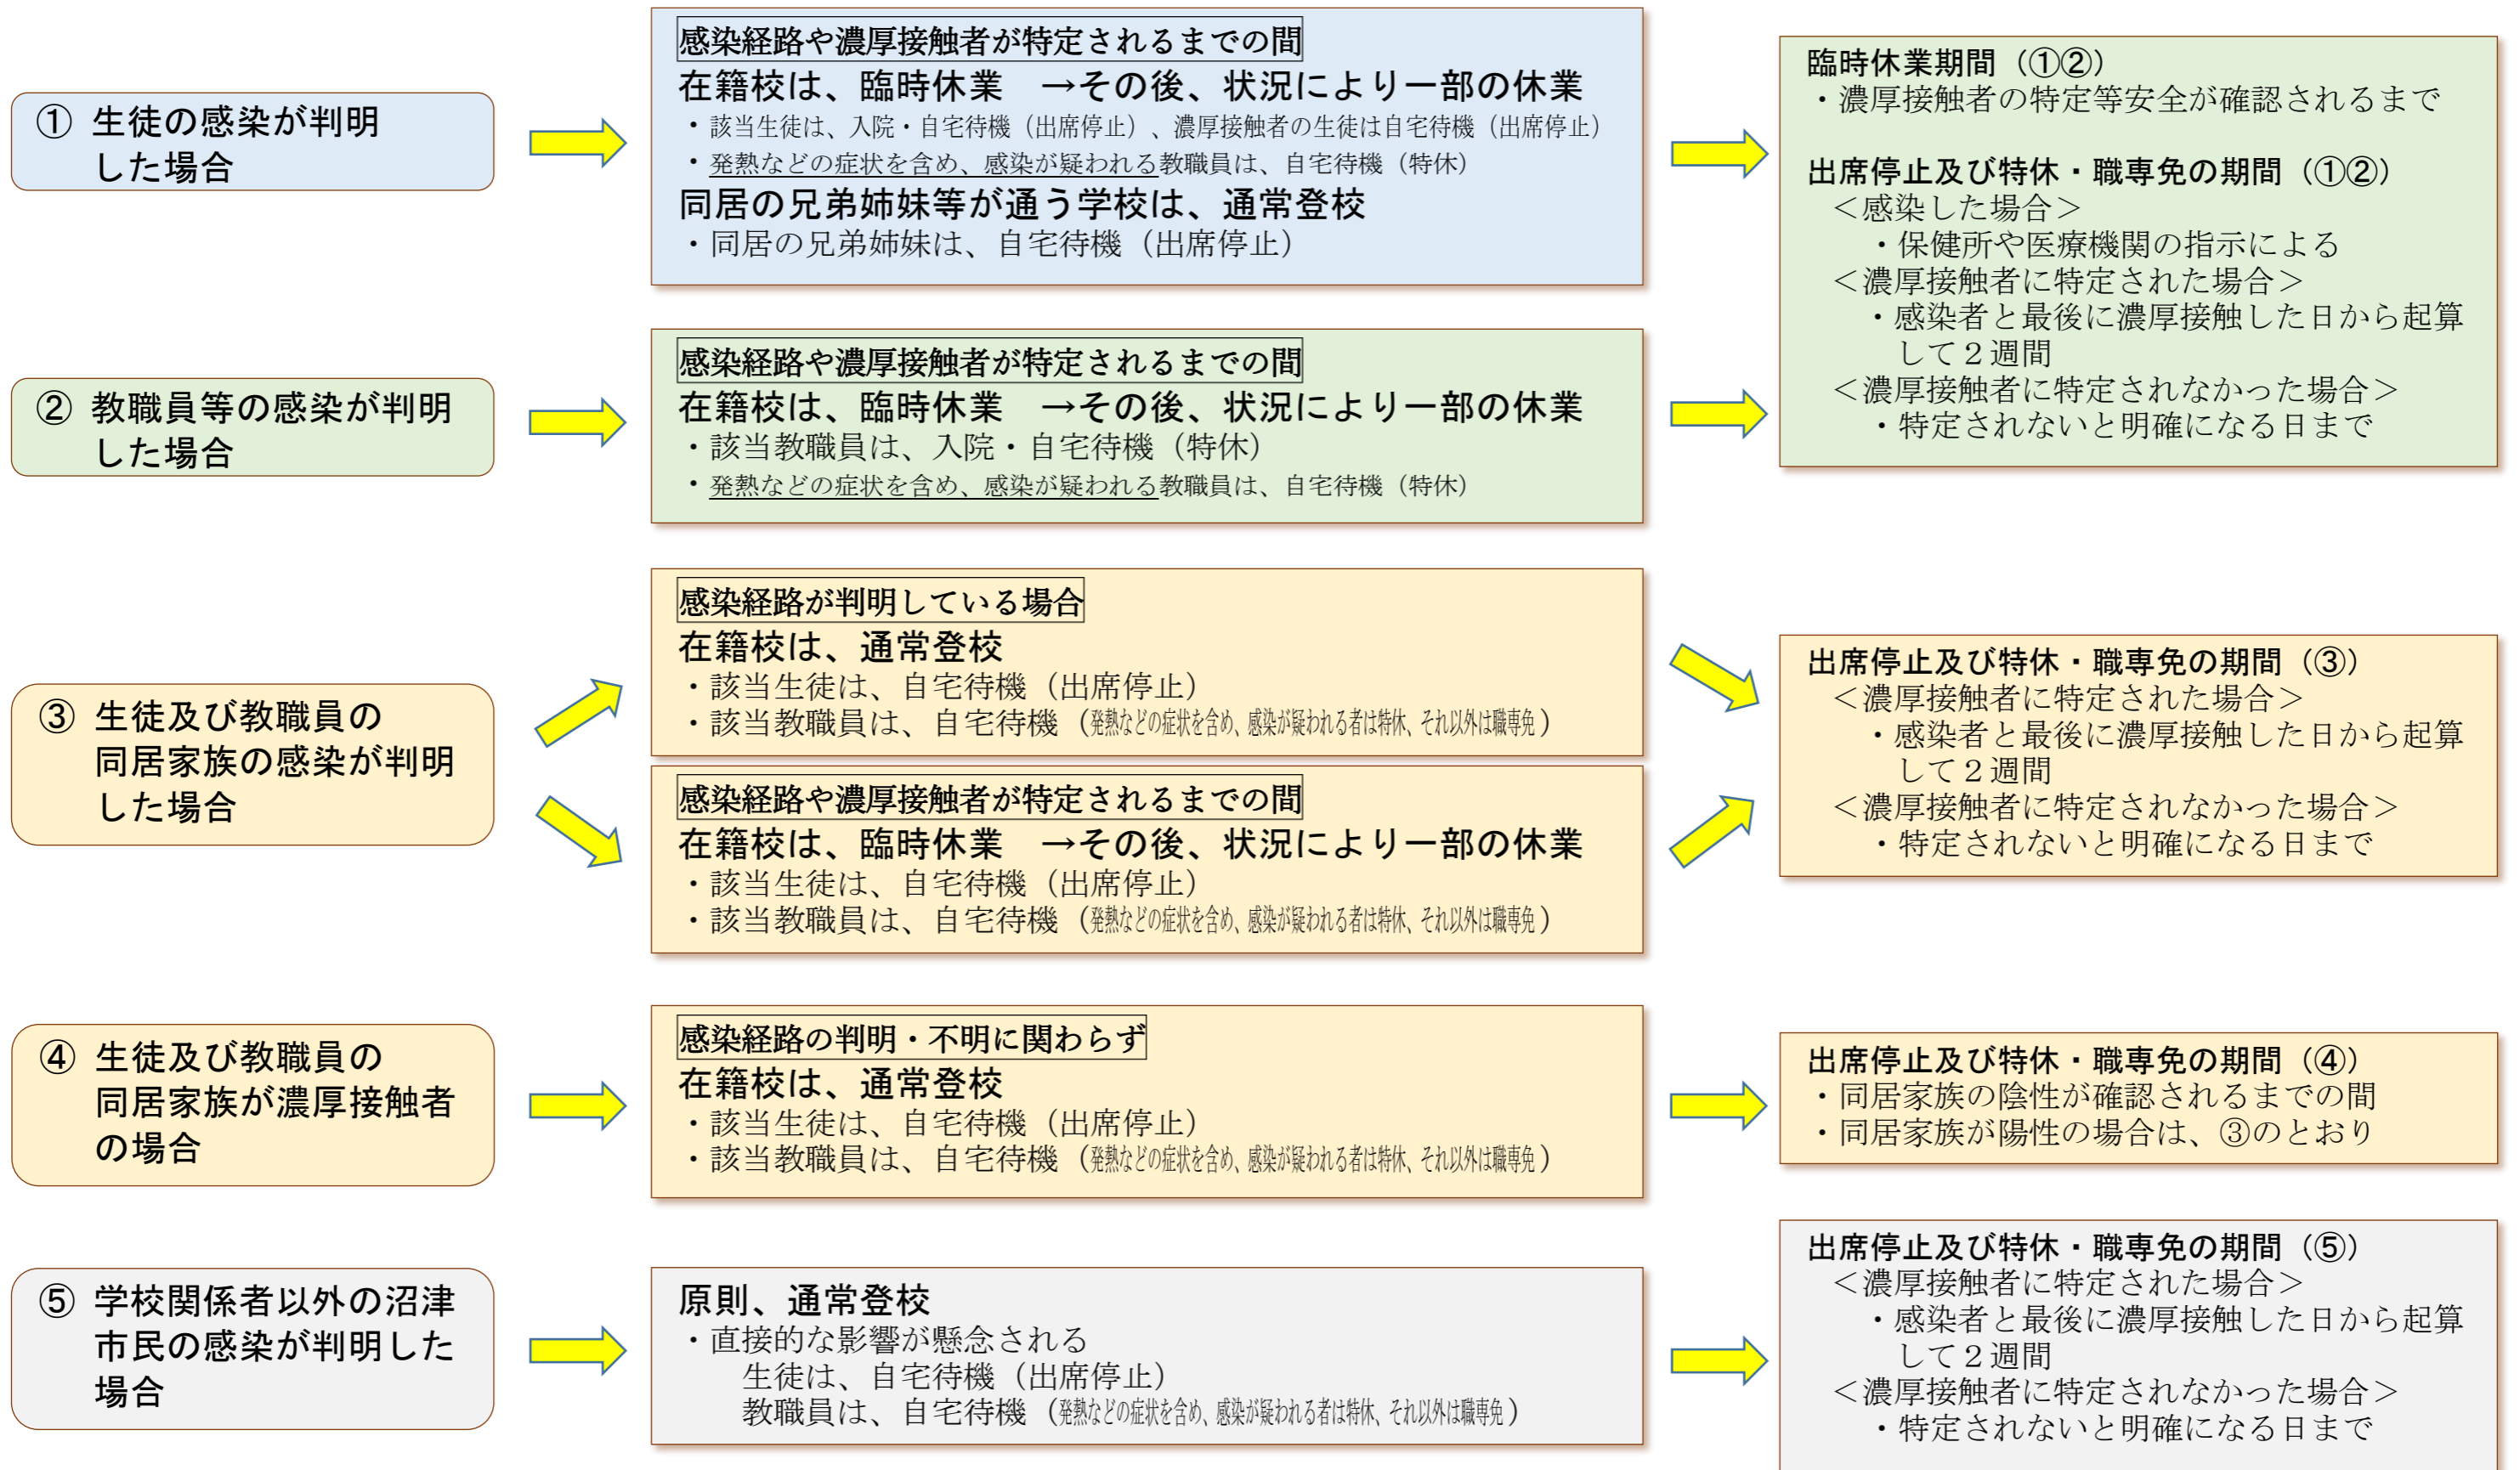 ① 生徒の感染が判明
した場合
感染経路や濃厚接触者が特定されるまでの間
在籍校は、臨時休業　→その後、状況により一部の休業
・該当生徒は、入院・自宅待機（出席停止）、濃厚接触者の生徒は自宅待機（出席停止）
・発熱などの症状を含め、感染が疑われる教職員は、自宅待機（特休）
同居の兄弟姉妹等が通う学校は、通常登校
・同居の兄弟姉妹は、自宅待機（出席停止）
② 教職員等の感染が判明
した場合
感染経路や濃厚接触者が特定されるまでの間
在籍校は、臨時休業　→その後、状況により一部の休業
・該当教職員は、入院・自宅待機（特休）
・発熱などの症状を含め、感染が疑われる教職員は、自宅待機（特休）
臨時休業期間（①②）
・濃厚接触者の特定等安全が確認されるまで
出席停止及び特休・職専免の期間（①②）
＜感染した場合＞
・保健所や医療機関の指示による
＜濃厚接触者に特定された場合＞
・感染者と最後に濃厚接触した日から起算
して２週間
＜濃厚接触者に特定されなかった場合＞
・特定されないと明確になる日まで
③ 生徒及び教職員の
同居家族の感染が判明
した場合
感染経路が判明している場合
在籍校は、通常登校
・該当生徒は、自宅待機（出席停止）
・該当教職員は、自宅待機（発熱などの症状を含め、感染が疑われる者は特休、それ以外は職専免）
感染経路や濃厚接触者が特定されるまでの間
在籍校は、臨時休業　→その後、状況により一部の休業
・該当生徒は、自宅待機（出席停止）
・該当教職員は、自宅待機（発熱などの症状を含め、感染が疑われる者は特休、それ以外は職専免）
出席停止及び特休・職専免の期間（③）
＜濃厚接触者に特定された場合＞
・感染者と最後に濃厚接触した日から起算
して２週間
＜濃厚接触者に特定されなかった場合＞
・特定されないと明確になる日まで
④ 生徒及び教職員の
同居家族が濃厚接触者
の場合
感染経路の判明・不明に関わらず
在籍校は、通常登校
・該当生徒は、自宅待機（出席停止）
・該当教職員は、自宅待機（発熱などの症状を含め、感染が疑われる者は特休、それ以外は職専免）
出席停止及び特休・職専免の期間（④）
・同居家族の陰性が確認されるまでの間
・同居家族が陽性の場合は、③のとおり
⑤ 学校関係者以外の沼津
市民の感染が判明した
場合
原則、通常登校
・直接的な影響が懸念される
生徒は、自宅待機（出席停止）
教職員は、自宅待機（発熱などの症状を含め、感染が疑われる者は特休、それ以外は職専免）
出席停止及び特休・職専免の期間（⑤）
＜濃厚接触者に特定された場合＞
・感染者と最後に濃厚接触した日から起算
して２週間
＜濃厚接触者に特定されなかった場合＞
・特定されないと明確になる日まで